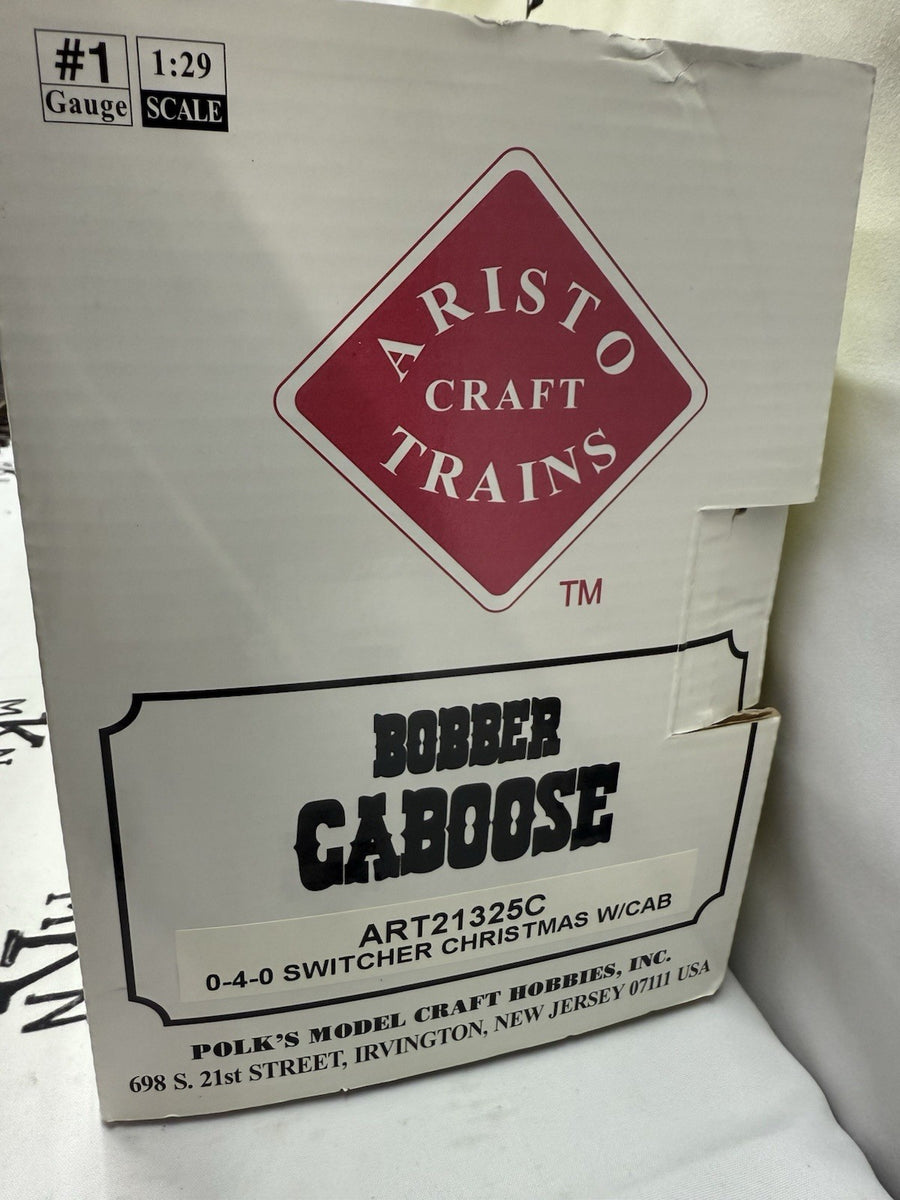 #1
Gauge
1:29
SCALE
ARISTO
CRAFT
TRAINS
TM
BOBBER
CABOOSE
ART21325C
0-4-0 SWITCHER CHRISTMAS W/CAB
POLK'S MODEL CRAFT HOBBIES, INC.
698 S. 21st STREET, IRVINGTON, NEW JERSEY 07111 USA